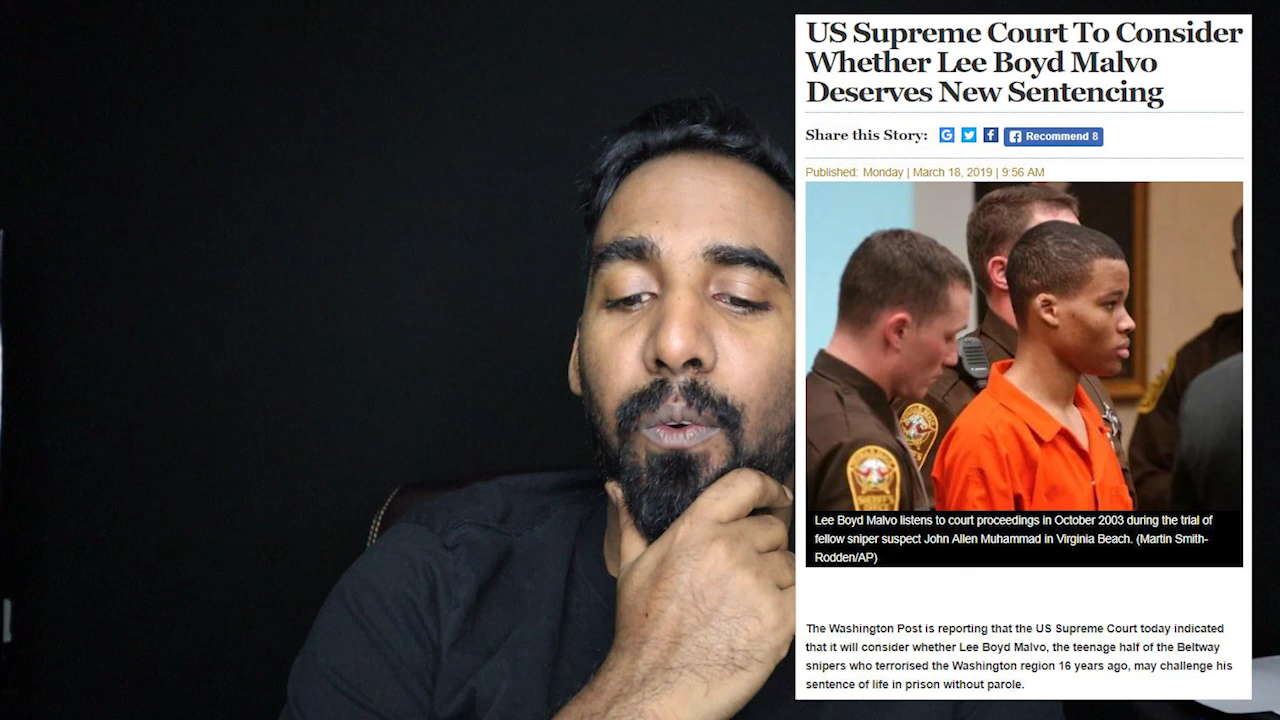 US Supreme Court To Consider
Whether Lee Boyd Malvo
Deserves New Sentencing
Share this Story:
Recommend 8
Published: Monday | March 18, 2019 | 9:56 AM
Lee Boyd Malvo listens to court proceedings in October 2003 during the trial of
fellow sniper suspect John Allen Muhammad in Virginia Beach. (Martin Smith-
Rodden/AP)
The Washington Post is reporting that the US Supreme Court today indicated
that it will consider whether Lee Boyd Malvo, the teenage half of the Beltway
snipers who terrorised the Washington region 16 years ago, may challenge his
sentence of life in prison without parole.